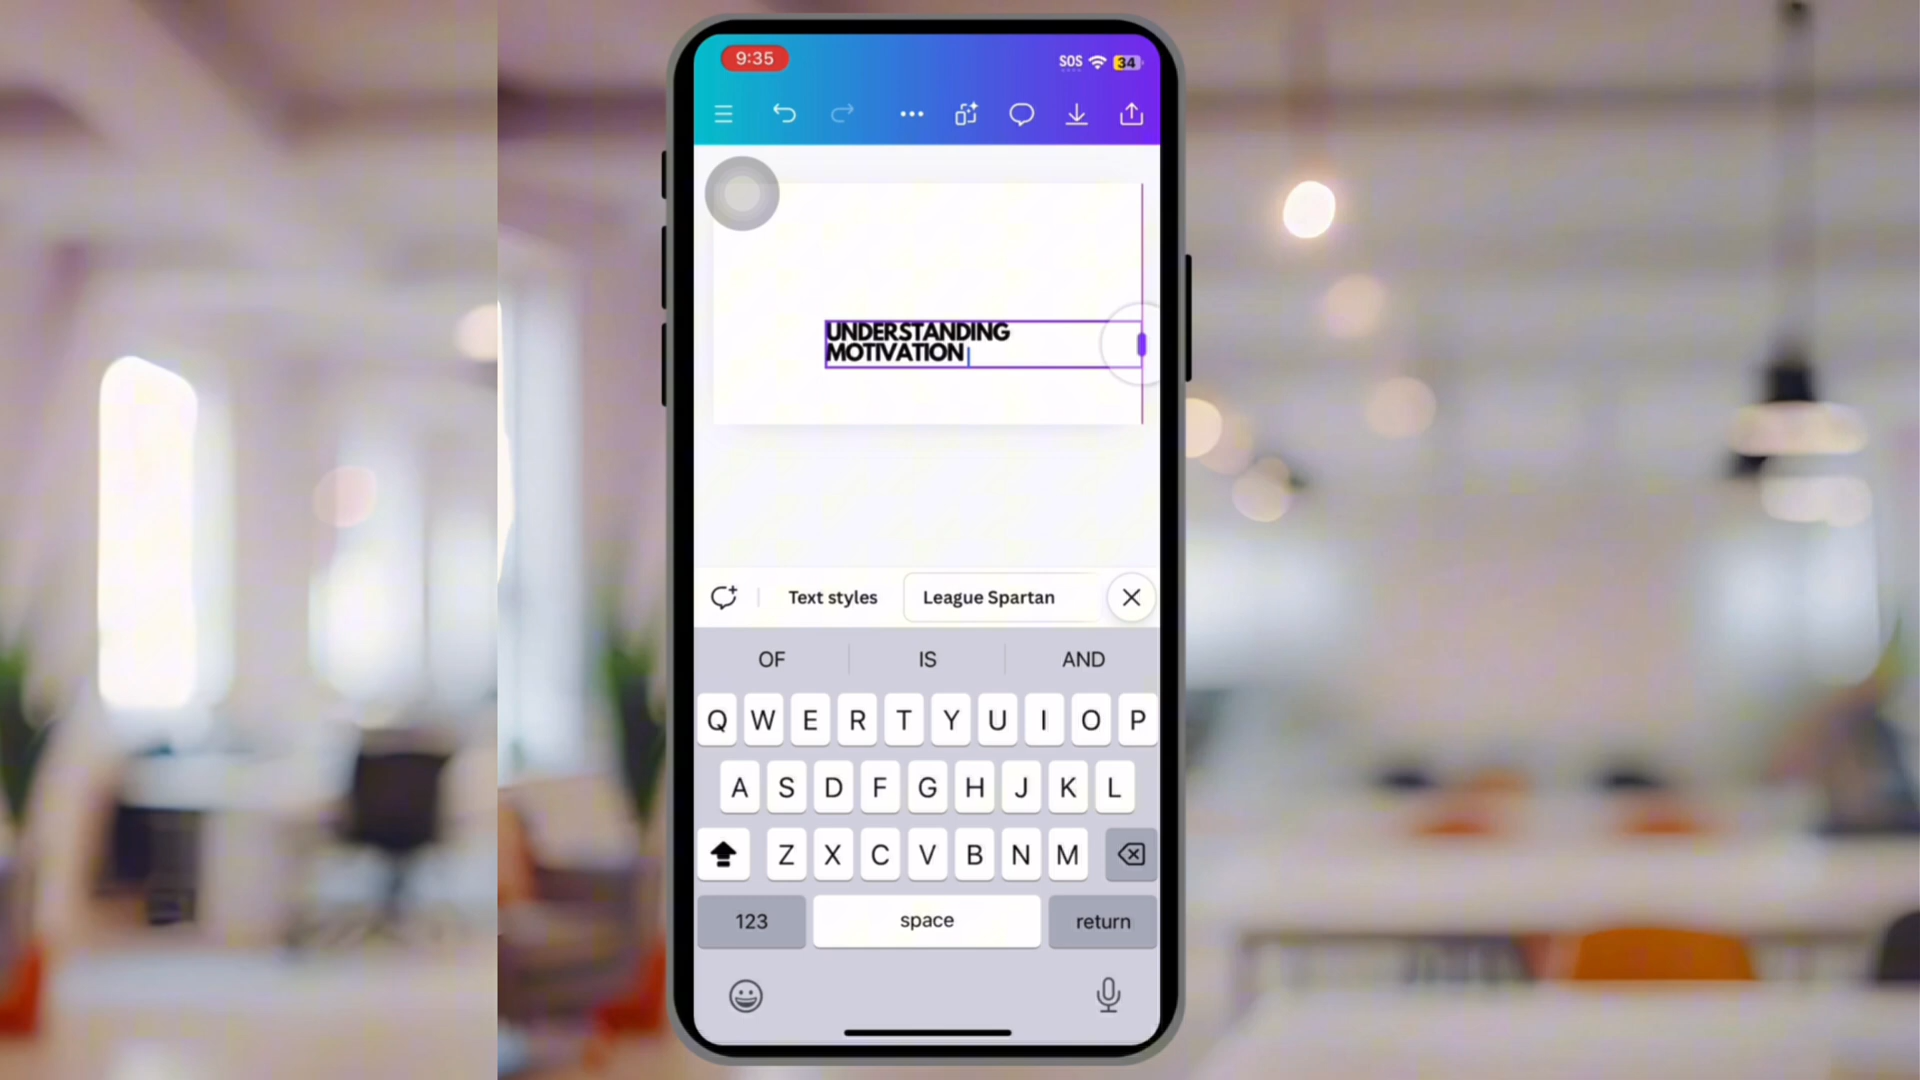 9:35
SOS 34
UNDERSTANDING
MOTIVATION
Text styles League Spartan
OF IS AND
Q W E R T Y U I O P
A S D F G H J K L
Z X C V B N M
123 space return